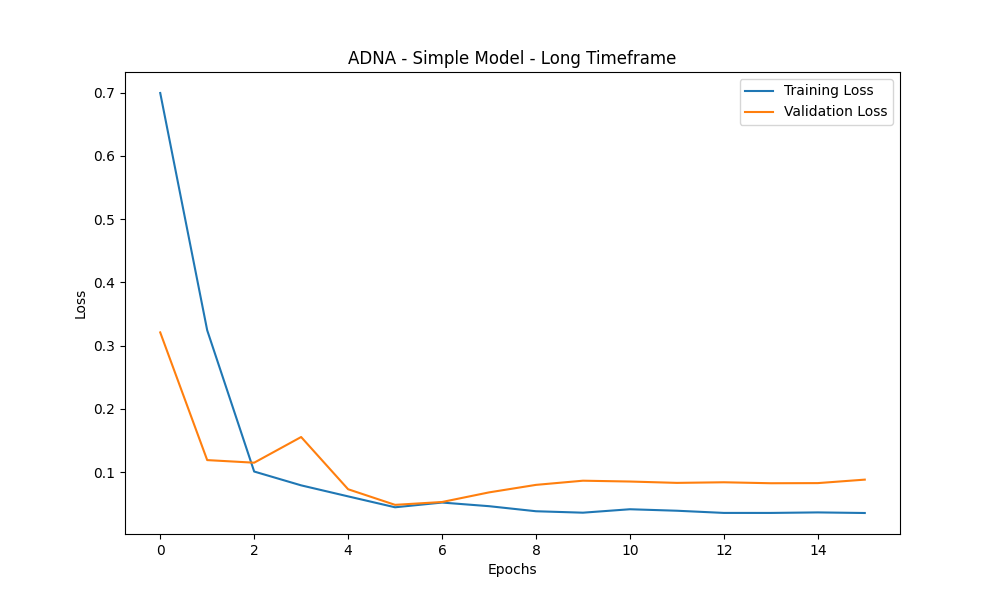 ADNA - Simple Model - Long Timeframe
Training Loss
Validation Loss
0.7
0.6
0.5
0.4
0.3
0.2
0.1
Loss
0 2 4 6 8 10 12 14
Epochs